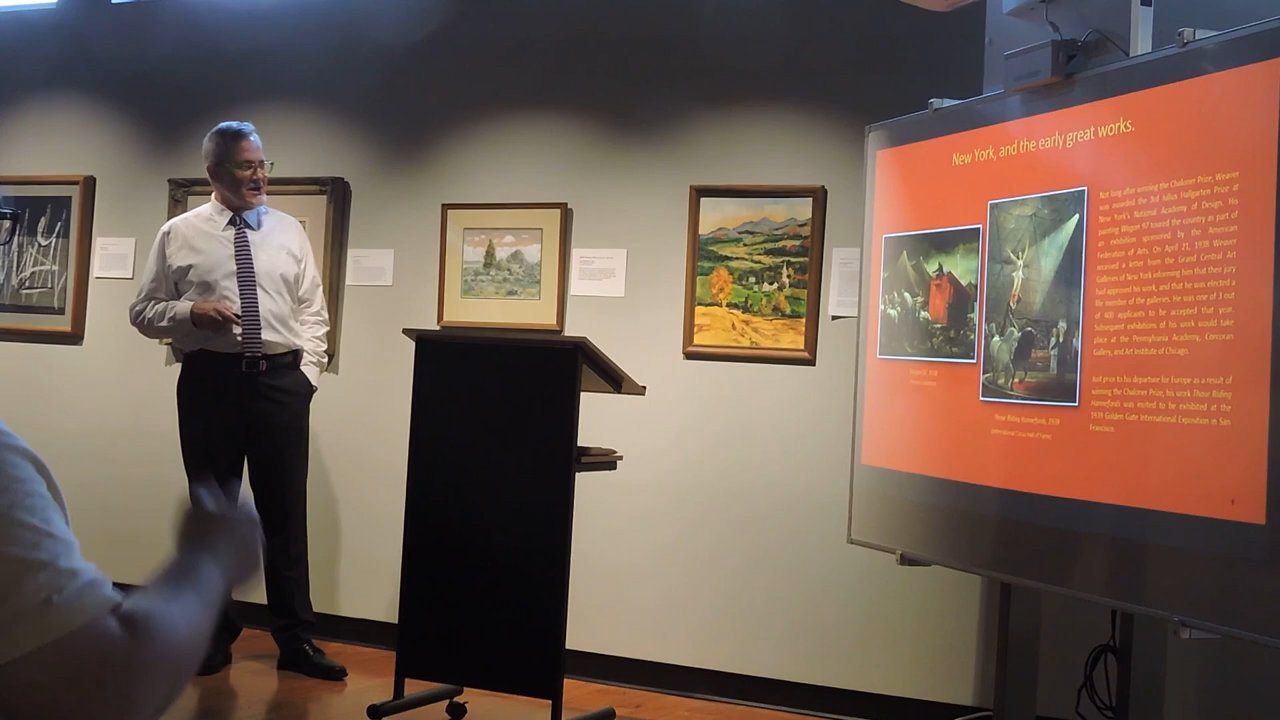 New York, and the early great works.
Not long after winning the Chaloner Prize, Weaver
was awarded the 3rd Julius Hallgarten Prize at
New York's National Academy of Design. His
painting Wagon 97 toured the country as part of
an exhibition sponsored by the American
Federation of Arts. On April 21, 1938 Weaver
received a letter from the Grand Central Art
Galleries of New York informing him that their jury
had approved his work, and that he was elected a
life member of the galleries. He was one of 3 out
of 400 applicants to be accepted that year.
Subsequent exhibitions of his work would take
place at the Pennsylvania Academy, Corcoran
Gallery, and Art Institute of Chicago.
Just prior to his departure for Europe as a result of
winning the Chaloner Prize, his work Those Riding
Hannefords was invited to be exhibited at the
1939 Golden Gate International Exposition in San
Francisco.
Those Riding Hannefords, 1939